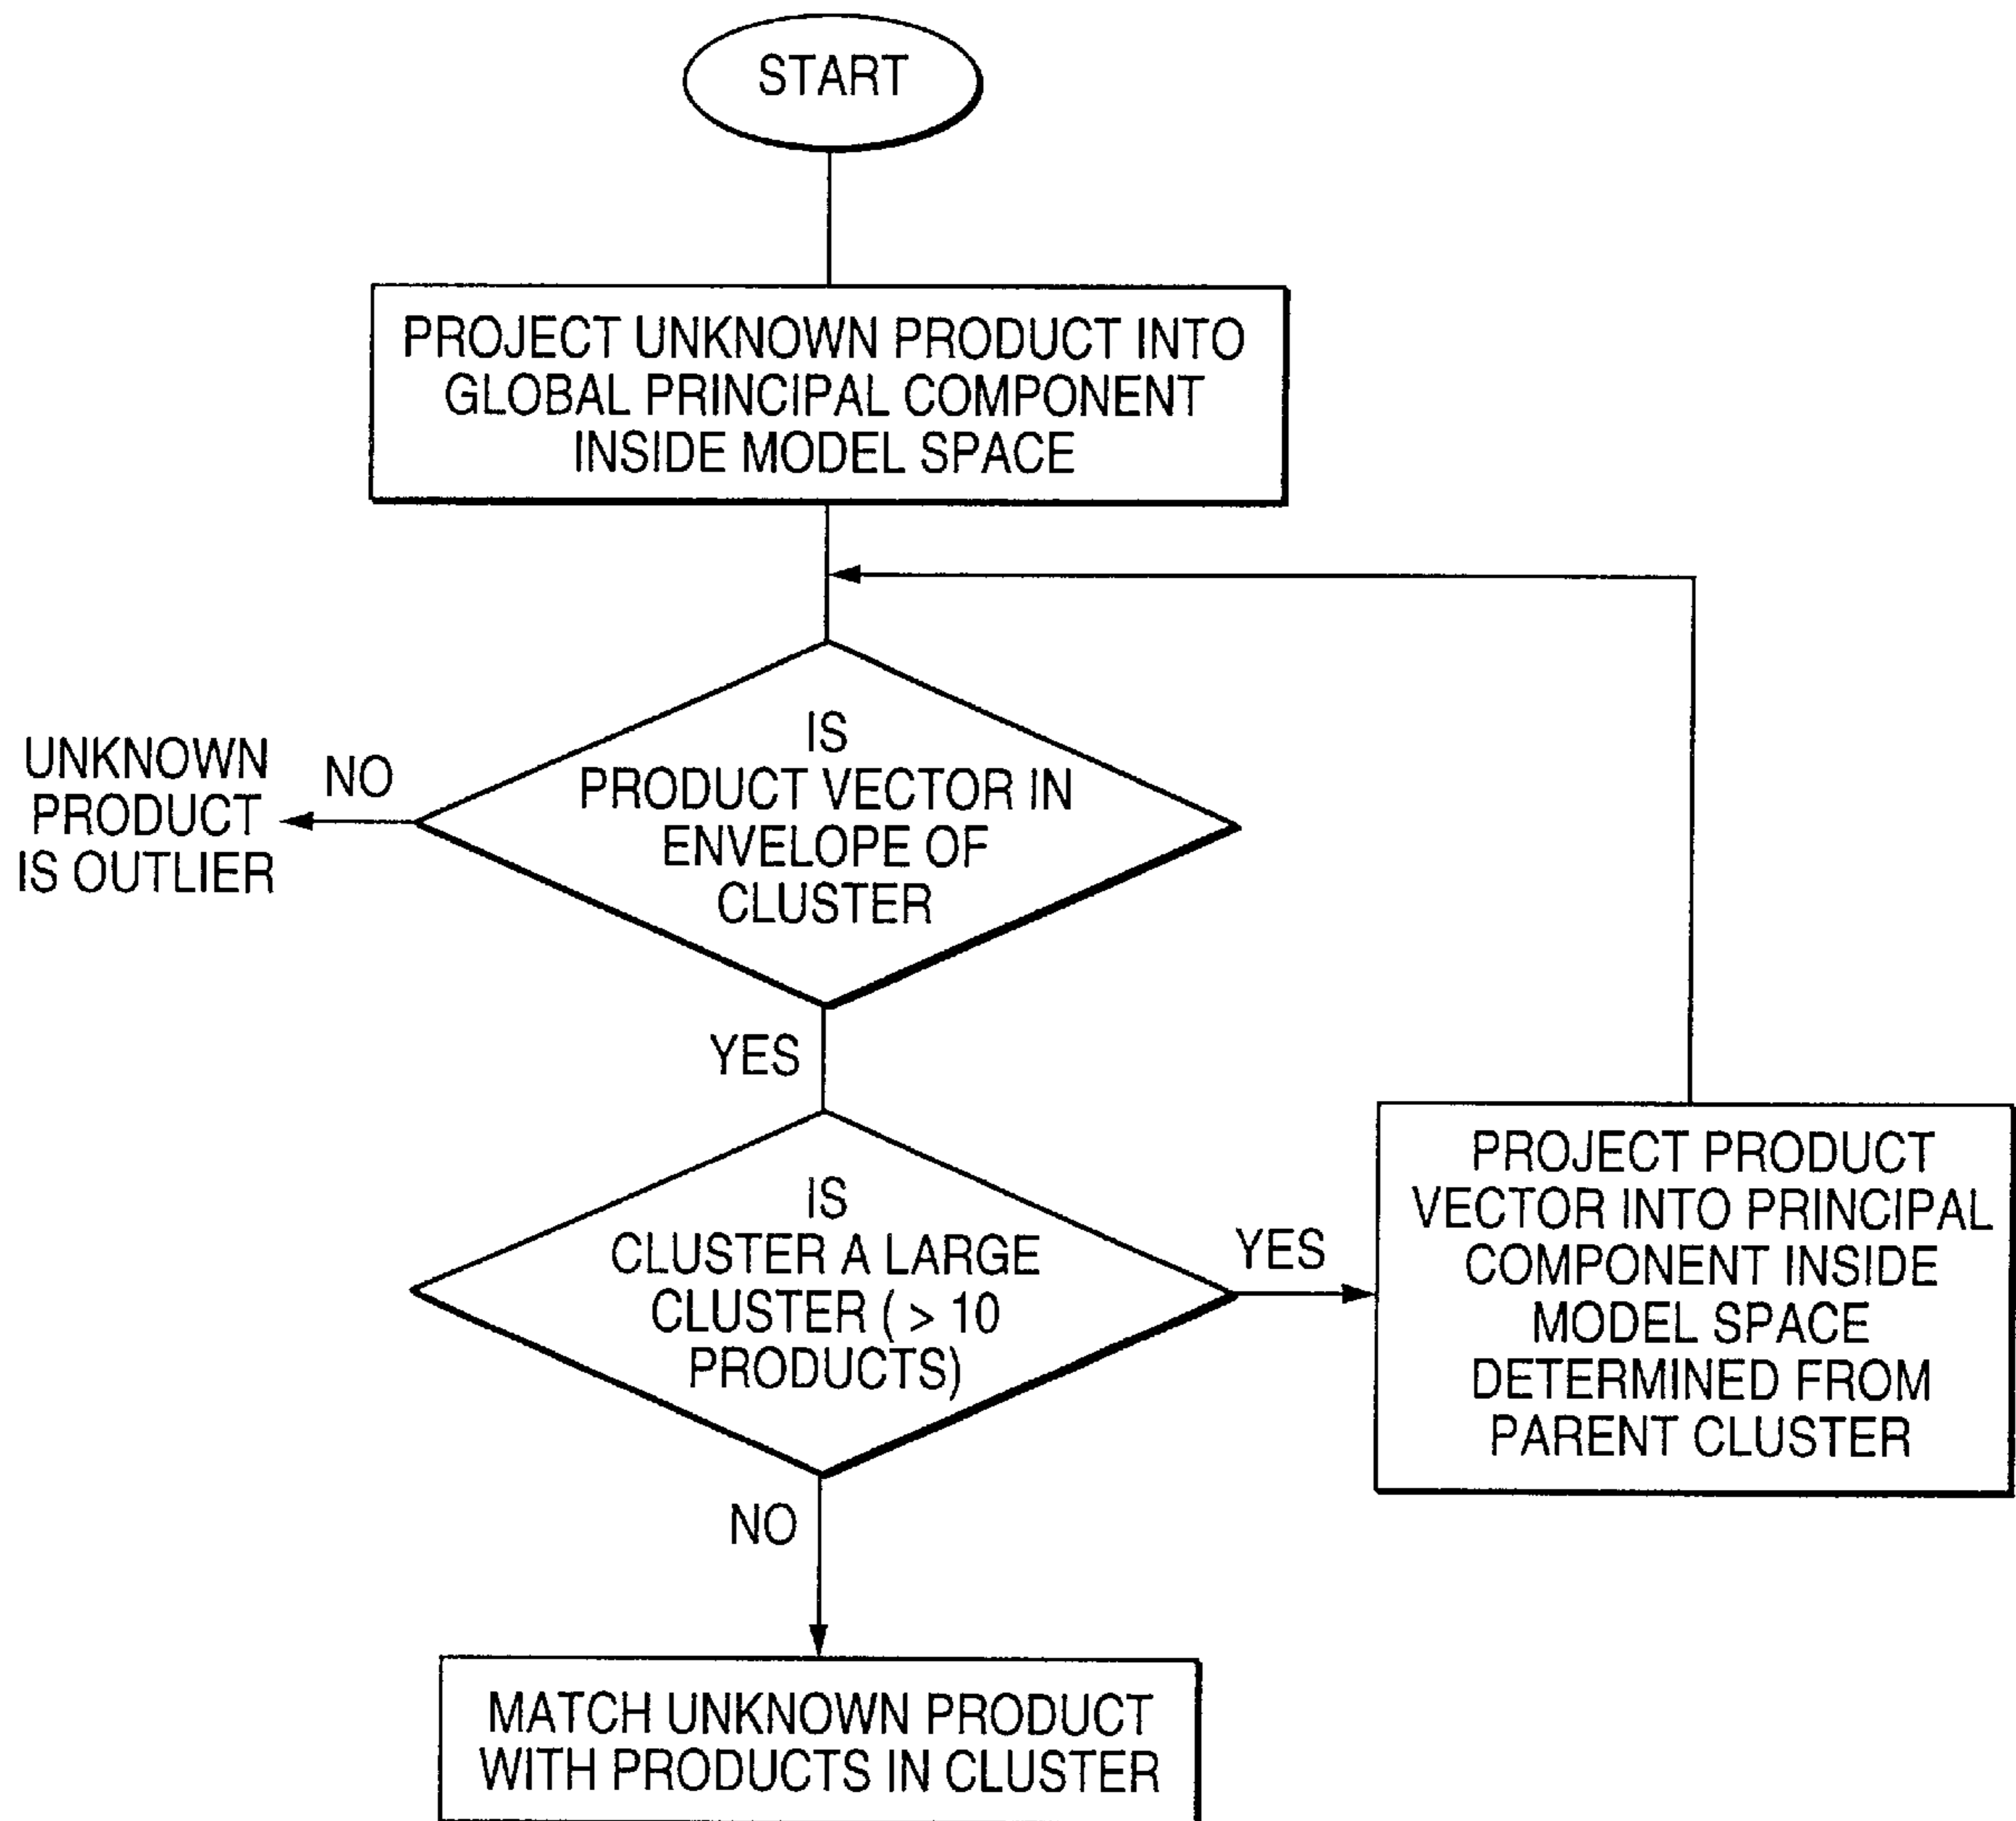 START
PROJECT UNKNOWN PRODUCT INTO
GLOBAL PRINCIPAL COMPONENT
INSIDE MODEL SPACE
IS
PRODUCT VECTOR IN
ENVELOPE OF
CLUSTER
NO
UNKNOWN
PRODUCT
IS OUTLIER
YES
IS
CLUSTER A LARGE
CLUSTER ( > 10
PRODUCTS)
YES
PROJECT PRODUCT
VECTOR INTO PRINCIPAL
COMPONENT INSIDE
MODEL SPACE
DETERMINED FROM
PARENT CLUSTER
NO
MATCH UNKNOWN PRODUCT
WITH PRODUCTS IN CLUSTER